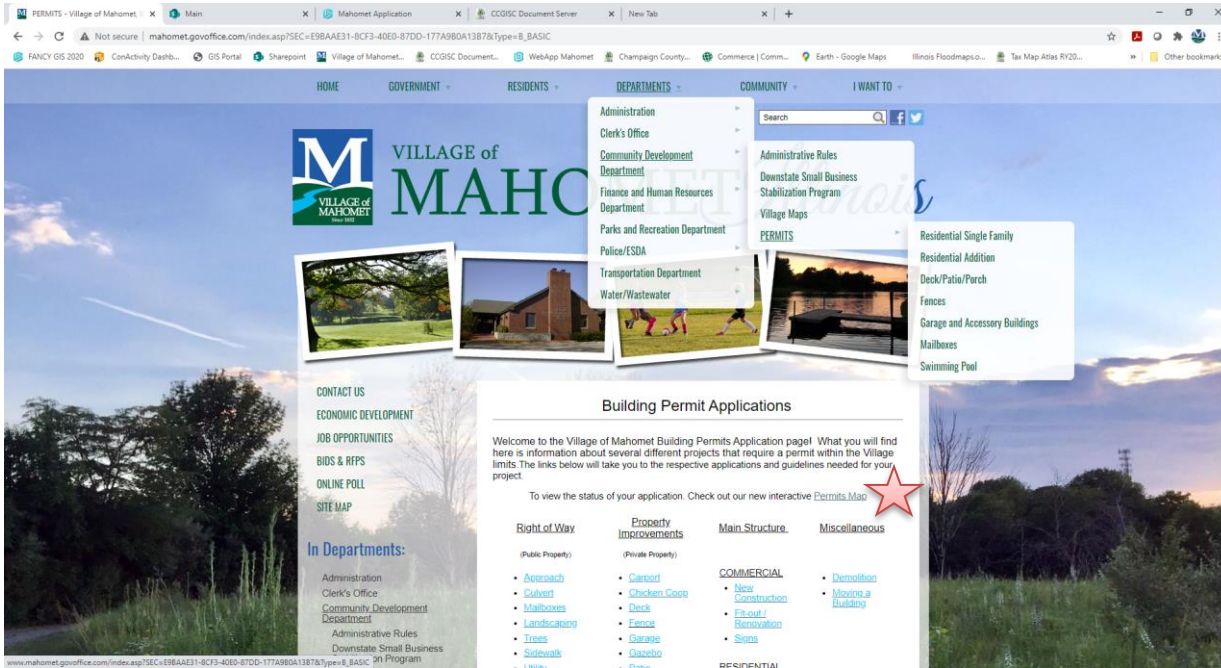 PERMITS - Village of Mahomet, I
Main
Mahomet Application
CCGISC Document Server
New Tab
Not secure | mahomet.govoffice.com/index.asp?SEC=E9BAAE31-8CF3-40E0-87DD-177A9B0A13B7&Type=B_BASIC
FANCY GIS 2020
ConActivity Dashb...
GIS Portal
Sharepoint
Village of Mahomet...
CCGISC Document...
WebApp Mahomet
Champaign County...
Commerce | Comm...
Earth - Google Maps
Illinois Floodmaps.o...
Tax Map Atlas RY20...
Other bookmark
HOME
GOVERNMENT
RESIDENTS
DEPARTMENTS
COMMUNITY
I WANT TO
Search
M
VILLAGE of
MAHOMET
Since 1832
VILLAGE of
MAHOMET
Illinois
Administration
Clerk's Office
Community Development
Department
Finance and Human Resources
Department
Parks and Recreation Department
Police/ESDA
Transportation Department
Water/Wastewater
Administrative Rules
Downstate Small Business
Stabilization Program
Village Maps
PERMITS
Residential Single Family
Residential Addition
Deck/Patio/Porch
Fences
Garage and Accessory Buildings
Mailboxes
Swimming Pool
CONTACT US
ECONOMIC DEVELOPMENT
JOB OPPORTUNITIES
BIDS & RFPS
ONLINE POLL
SITE MAP
In Departments:
Administration
Clerk's Office
Community Development
Department
Administrative Rules
Downstate Small Business
on Program
Building Permit Applications
Welcome to the Village of Mahomet Building Permits Application page! What you will find
here is information about several different projects that require a permit within the Village
limits.The links below will take you to the respective applications and guidelines needed for your
project.
To view the status of your application. Check out our new interactive Permits Map
Right of Way
(Public Property)
• Approach
• Culvert
• Mailboxes
• Landscaping
• Trees
• Sidewalk
• Utility
Property
Improvements
(Private Property)
• Carport
• Chicken Coop
• Deck
• Fence
• Garage
• Gazebo
• Patio
Main Structure
COMMERCIAL
• New
Construction
• Fit-out /
Renovation
• Signs
RESIDENTIAL
Miscellaneous
• Demolition
• Moving a
Building
www.mahomet.govoffice.com/index.asp?SEC=E9BAAE31-8CF3-40E0-87DD-177A9B0A13B7&Type=B_BASIC